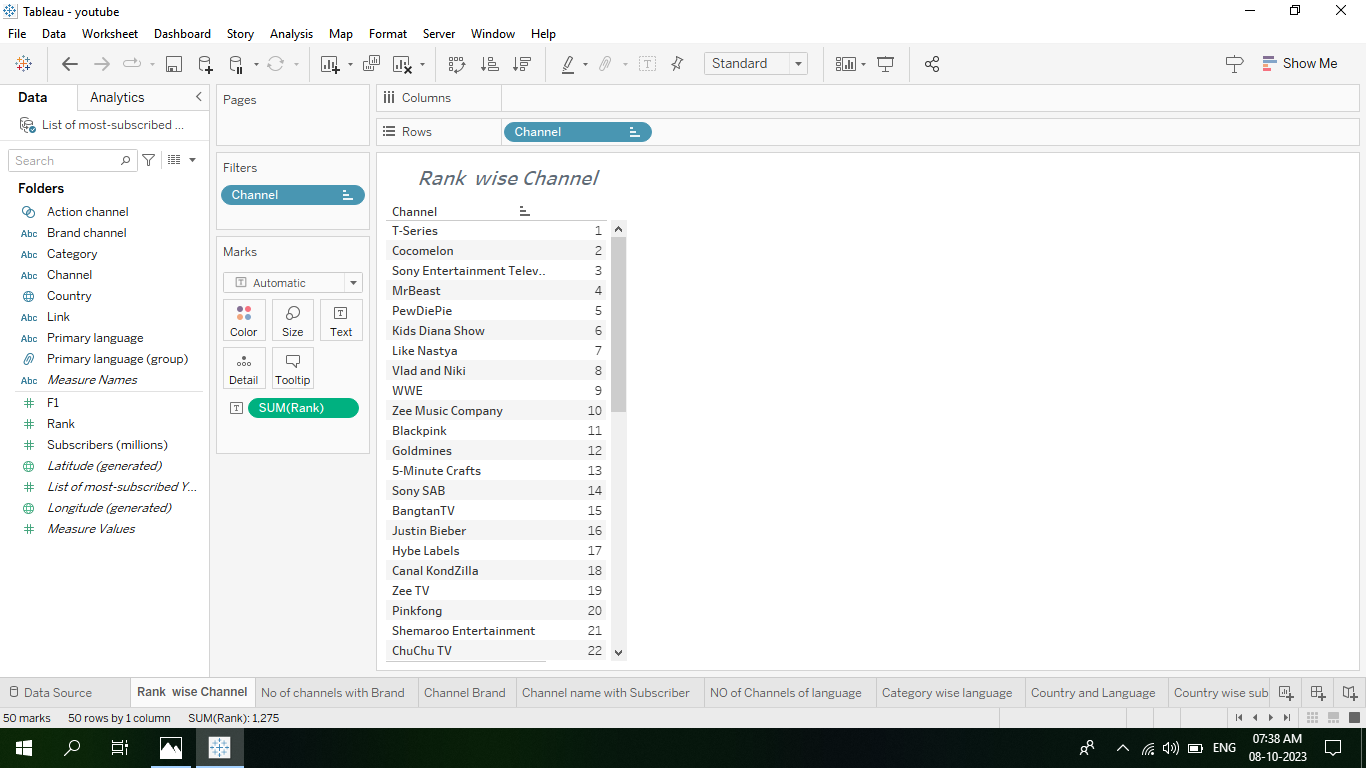 Tableau - youtube
File Data Worksheet Dashboard Story Analysis Map Format Server Window Help
Standard
Show Me
Data Analytics
List of most-subscribed ...
Search
Folders
Action channel
Abc Brand channel
Abc Category
Abc Channel
Country
Abc Link
Abc Primary language
Primary language (group)
Abc Measure Names
# F1
# Rank
# Subscribers (millions)
Latitude (generated)
# List of most-subscribed Y...
Longitude (generated)
# Measure Values
Pages
Filters
Channel
Marks
T Automatic
Color Size T Text
Detail Tooltip
T SUM(Rank)
Columns
Rows Channel
Rank wise Channel
Channel
T-Series 1
Cocomelon 2
Sony Entertainment Telev.. 3
MrBeast 4
PewDiePie 5
Kids Diana Show 6
Like Nastya 7
Vlad and Niki 8
WWE 9
Zee Music Company 10
Blackpink 11
Goldmines 12
5-Minute Crafts 13
Sony SAB 14
BangtanTV 15
Justin Bieber 16
Hybe Labels 17
Canal KondZilla 18
Zee TV 19
Pinkfong 20
Shemaroo Entertainment 21
ChuChu TV 22
Data Source Rank wise Channel No of channels with Brand Channel Brand Channel name with Subscriber NO of Channels of language Category wise language Country and Language Country wise sub
50 marks 50 rows by 1 column SUM(Rank): 1,275
ENG
07:38 AM
08-10-2023